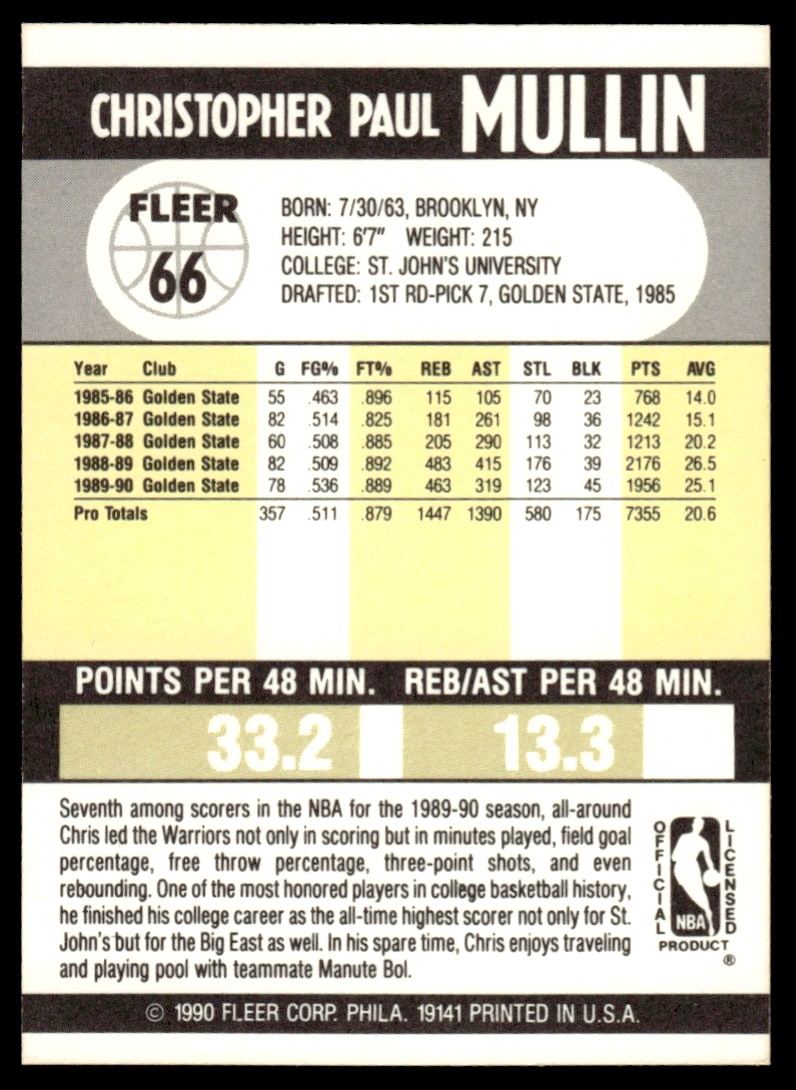 CHRISTOPHER PAUL MULLIN
FLEER
66
BORN: 7/30/63, BROOKLYN, NY
HEIGHT: 6'7" WEIGHT: 215
COLLEGE: ST. JOHN'S UNIVERSITY
DRAFTED: 1ST RD-PICK 7, GOLDEN STATE, 1985
Year Club G FG% FT% REB AST STL BLK PTS AVG
1985-86 Golden State 55 .463 .896 115 105 70 23 768 14.0
1986-87 Golden State 82 .514 .825 181 261 98 36 1242 15.1
1987-88 Golden State 60 .508 .885 205 290 113 32 1213 20.2
1988-89 Golden State 82 .509 .892 483 415 176 39 2176 26.5
1989-90 Golden State 78 .536 .889 463 319 123 45 1956 25.1
Pro Totals 357 .511 .879 1447 1390 580 175 7355 20.6
POINTS PER 48 MIN. REB/AST PER 48 MIN.
33.2 13.3
Seventh among scorers in the NBA for the 1989-90 season, all-around
Chris led the Warriors not only in scoring but in minutes played, field goal
percentage, free throw percentage, three-point shots, and even
rebounding. One of the most honored players in college basketball history,
he finished his college career as the all-time highest scorer not only for St.
John's but for the Big East as well. In his spare time, Chris enjoys traveling
and playing pool with teammate Manute Bol.
OFFICIAL
LICENSED
NBA
PRODUCT
®
© 1990 FLEER CORP. PHILA. 19141 PRINTED IN U.S.A.